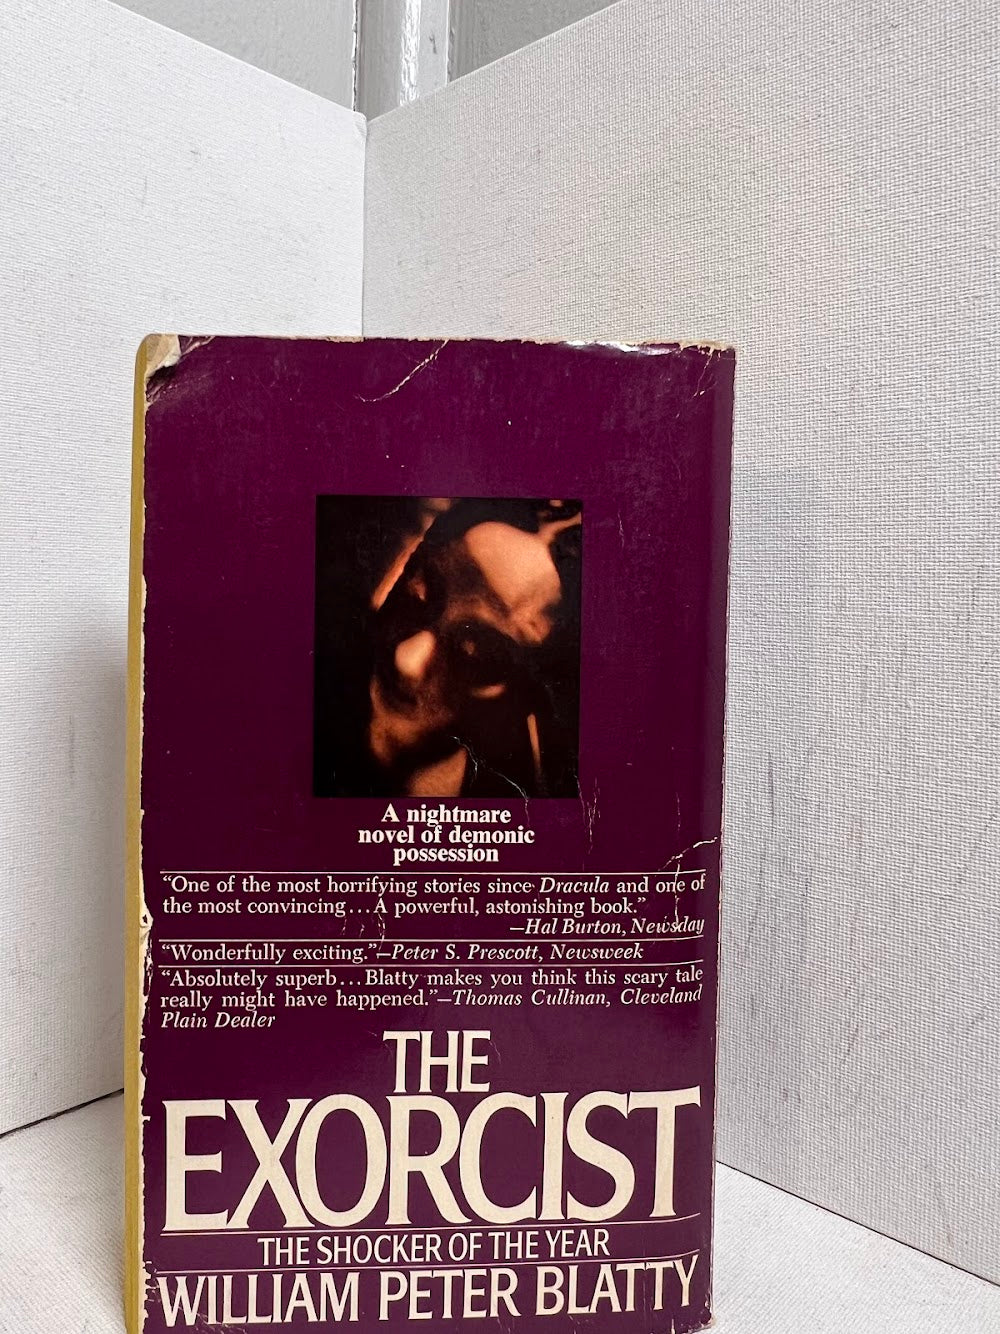 A nightmare
novel of demonic
possession
“One of the most horrifying stories since Dracula and one of
the most convincing...A powerful, astonishing book.”
—Hal Burton, Newsday
“Wonderfully exciting.”—Peter S. Prescott, Newsweek
“Absolutely superb...Blatty makes you think this scary tale
really might have happened.”—Thomas Cullinan, Cleveland
Plain Dealer
THE
EXORCIST
THE SHOCKER OF THE YEAR
WILLIAM PETER BLATTY